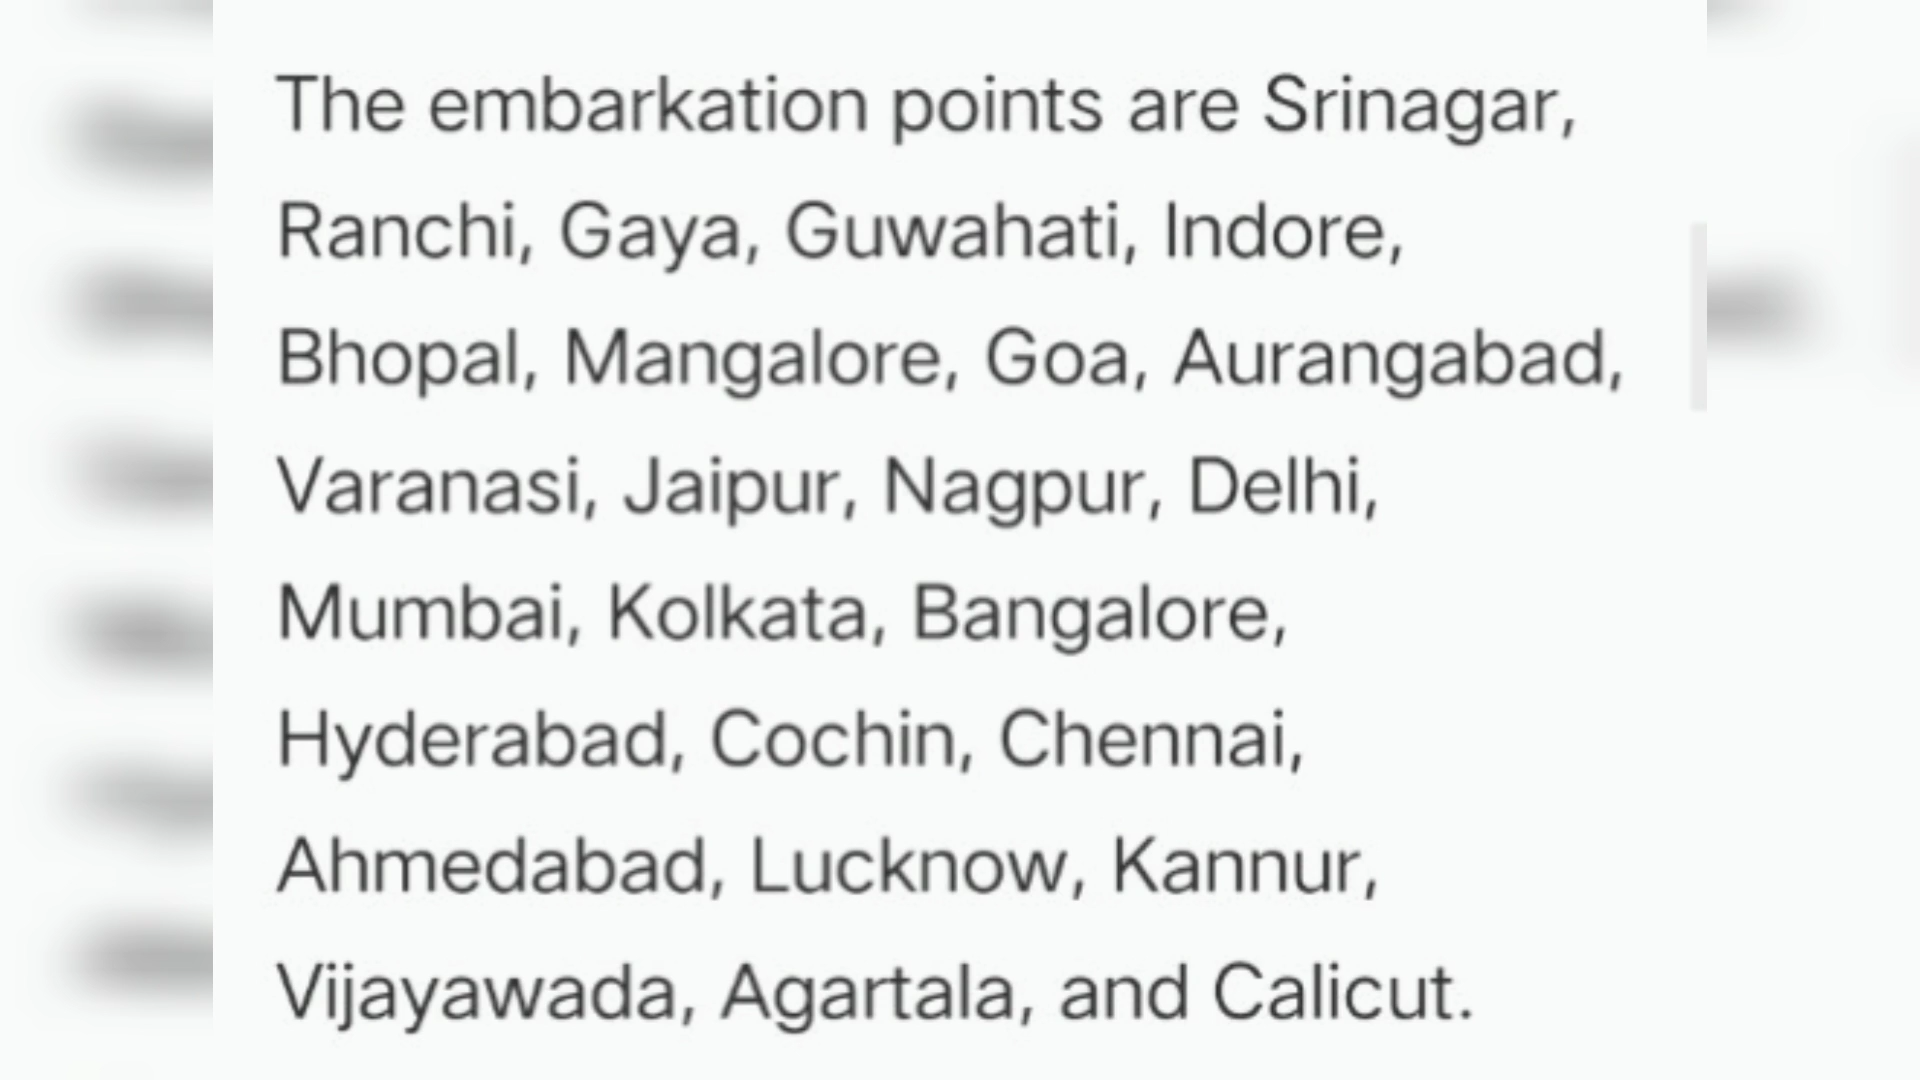 The embarkation points are Srinagar,
Ranchi, Gaya, Guwahati, Indore,
Bhopal, Mangalore, Goa, Aurangabad,
Varanasi, Jaipur, Nagpur, Delhi,
Mumbai, Kolkata, Bangalore,
Hyderabad, Cochin, Chennai,
Ahmedabad, Lucknow, Kannur,
Vijayawada, Agartala, and Calicut.